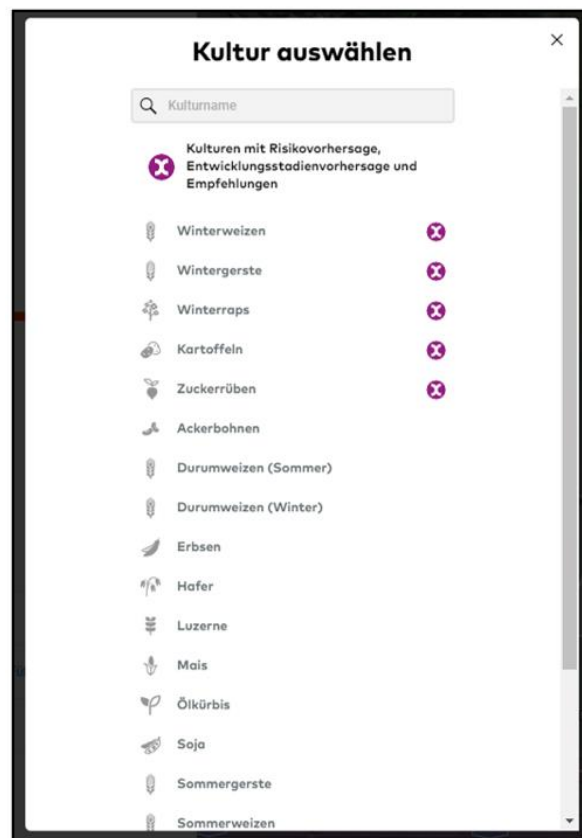 Kultur auswählen
Kulturname
Kulturen mit Risikovorhersage,
Entwicklungsstadienvorhersage und
Empfehlungen
Winterweizen
Wintergerste
Winterraps
Kartoffeln
Zuckerrüben
Ackerbohnen
Durumweizen (Sommer)
Durumweizen (Winter)
Erbsen
Hafer
Luzerne
Mais
Ölkürbis
Soja
Sommergerste
Sommerweizen